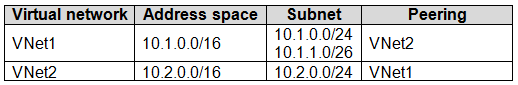 Virtual network Address space Subnet Peering
VNet1 10.1.0.0/16 10.1.0.0/24 VNet2
10.1.1.0/26
VNet2 10.2.0.0/16 10.2.0.0/24 VNet1